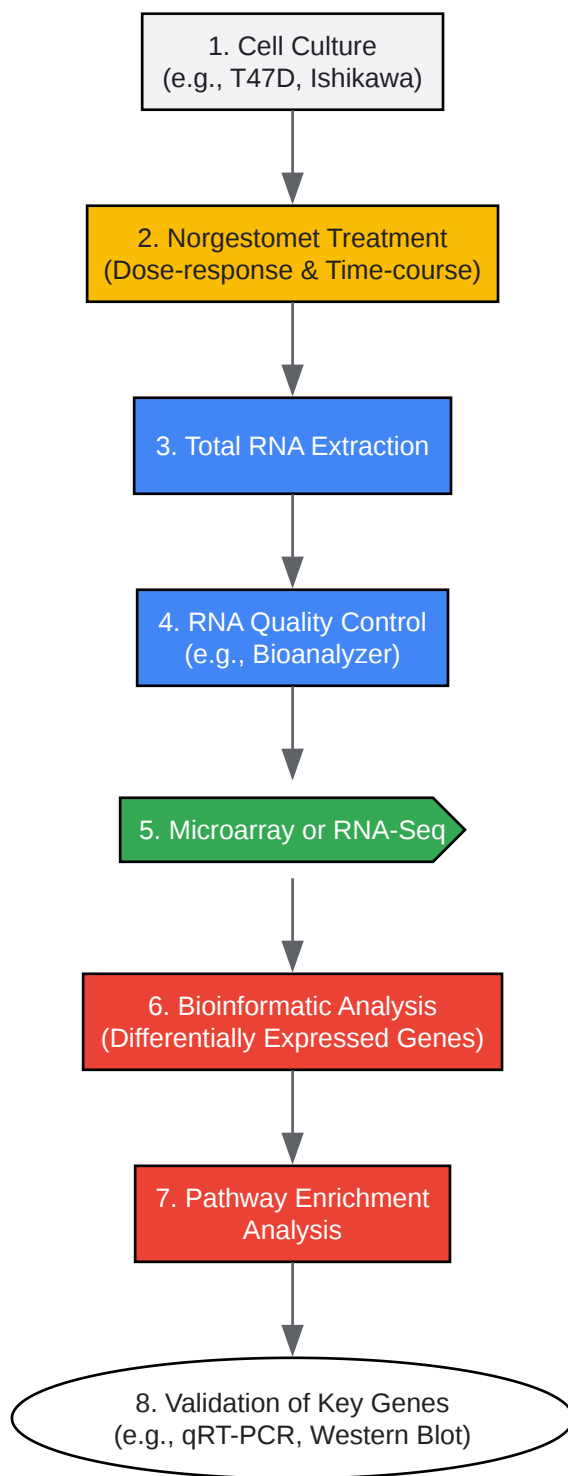 1. Cell Culture
(e.g., T47D, Ishikawa)
2. Norgestomet Treatment
(Dose-response & Time-course)
3. Total RNA Extraction
4. RNA Quality Control
(e.g., Bioanalyzer)
5. Microarray or RNA-Seq
6. Bioinformatic Analysis
(Differentially Expressed Genes)
7. Pathway Enrichment
Analysis
8. Validation of Key Genes
(e.g., qRT-PCR, Western Blot)